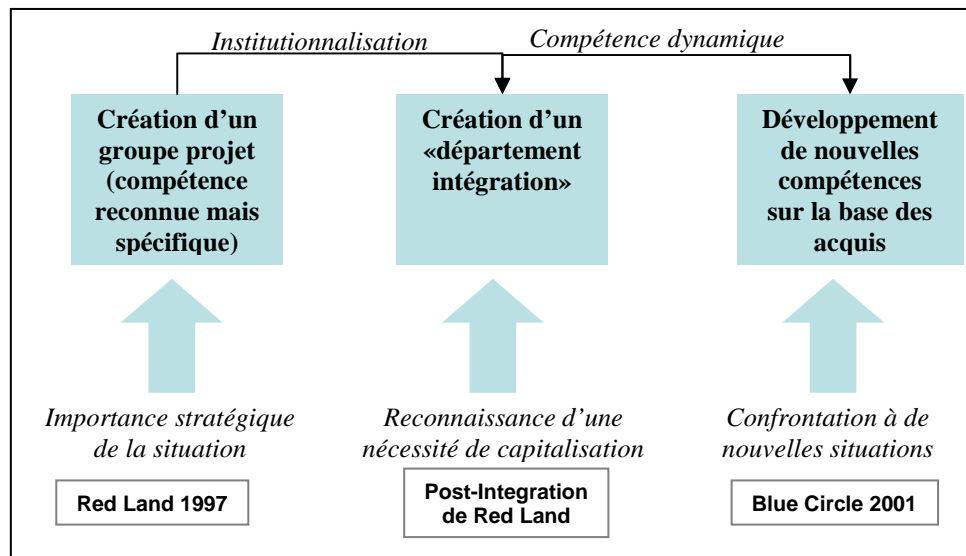 Institutionnalisation
Compétence dynamique
Création d’un
groupe projet
(compétence
reconnue mais
spécifique)
Création d’un
«département
intégration»
Développement
de nouvelles
compétences
sur la base des
acquis
Importance stratégique
de la situation
Reconnaissance d’une
nécessité de capitalisation
Confrontation à de
nouvelles situations
Red Land 1997
Post-Integration
de Red Land
Blue Circle 2001